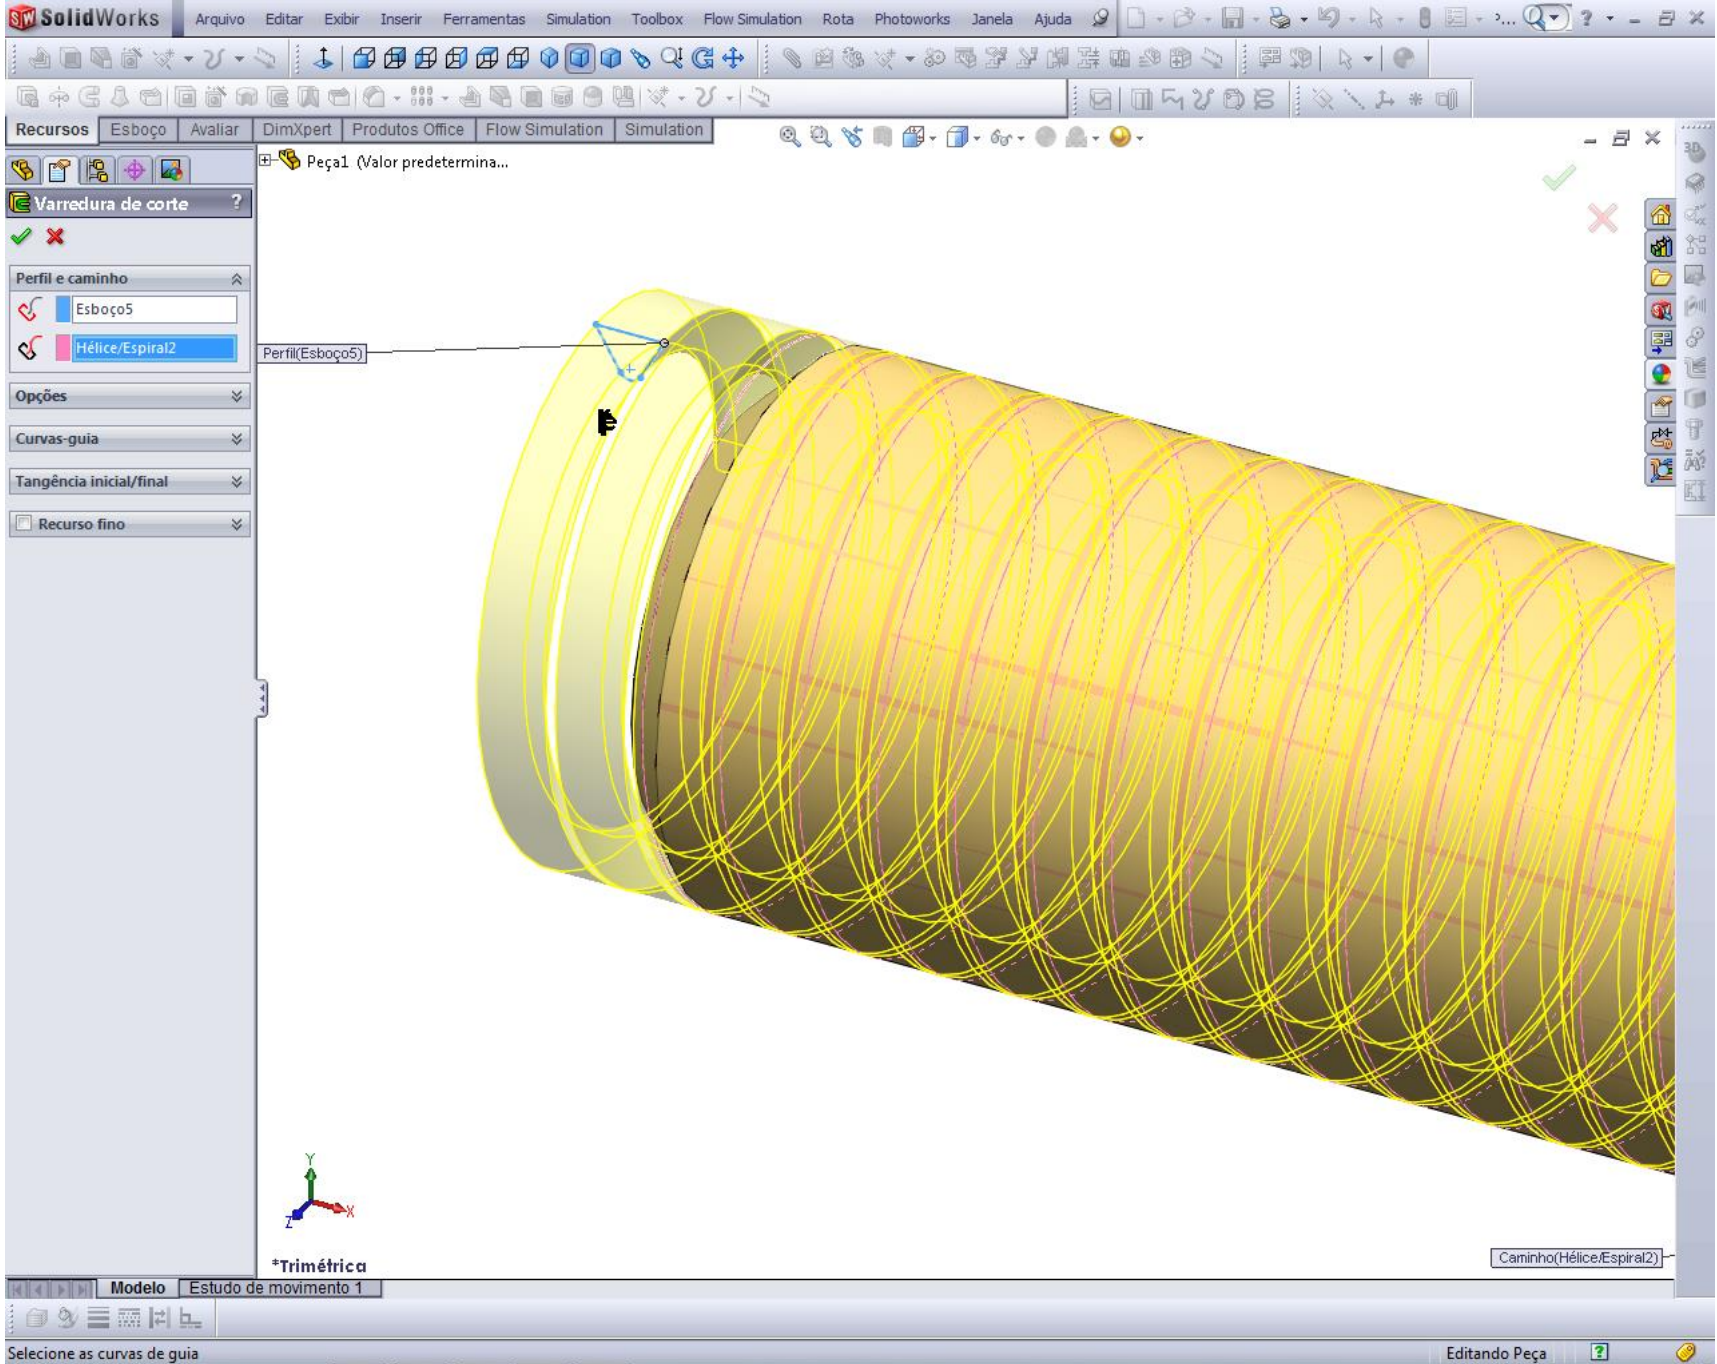 SW SolidWorks Arquivo Editar Exibir Inserir Ferramentas Simulation Toolbox Flow Simulation Rota Photoworks Janela Ajuda ?
Recursos Esboço Avaliar DimXpert Produtos Office Flow Simulation Simulation
Peça1 (Valor predetermina...
Varredura de corte ?
Perfil e caminho
Esboço5
Hélice/Espiral2
Perfil(Esboço5)
Opções
Curvas-guia
Tangência inicial/final
Recurso fino
Y
X
Z
*Trimétrica
Caminho(Hélice/Espiral2)
Modelo Estudo de movimento 1
Selecione as curvas de guia Editando Peça ?